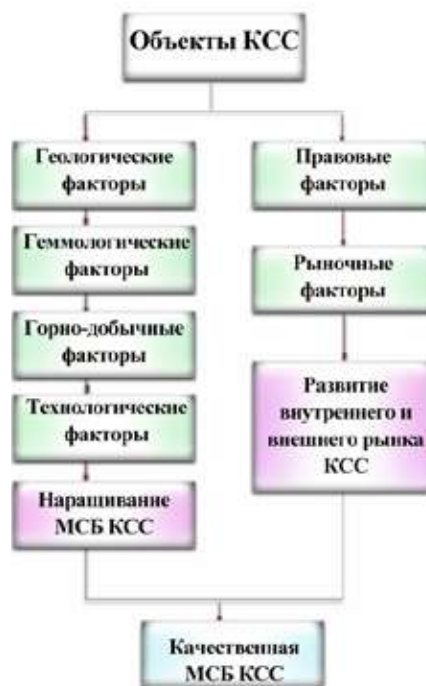 Объекты КСС
Геологические
факторы
Геммологические
факторы
Горно-добычные
факторы
Технологические
факторы
Наращивание
МСБ КСС
Правовые
факторы
Рыночные
факторы
Развитие
внутреннего и
внешнего рынка
КСС
Качественная
МСБ КСС